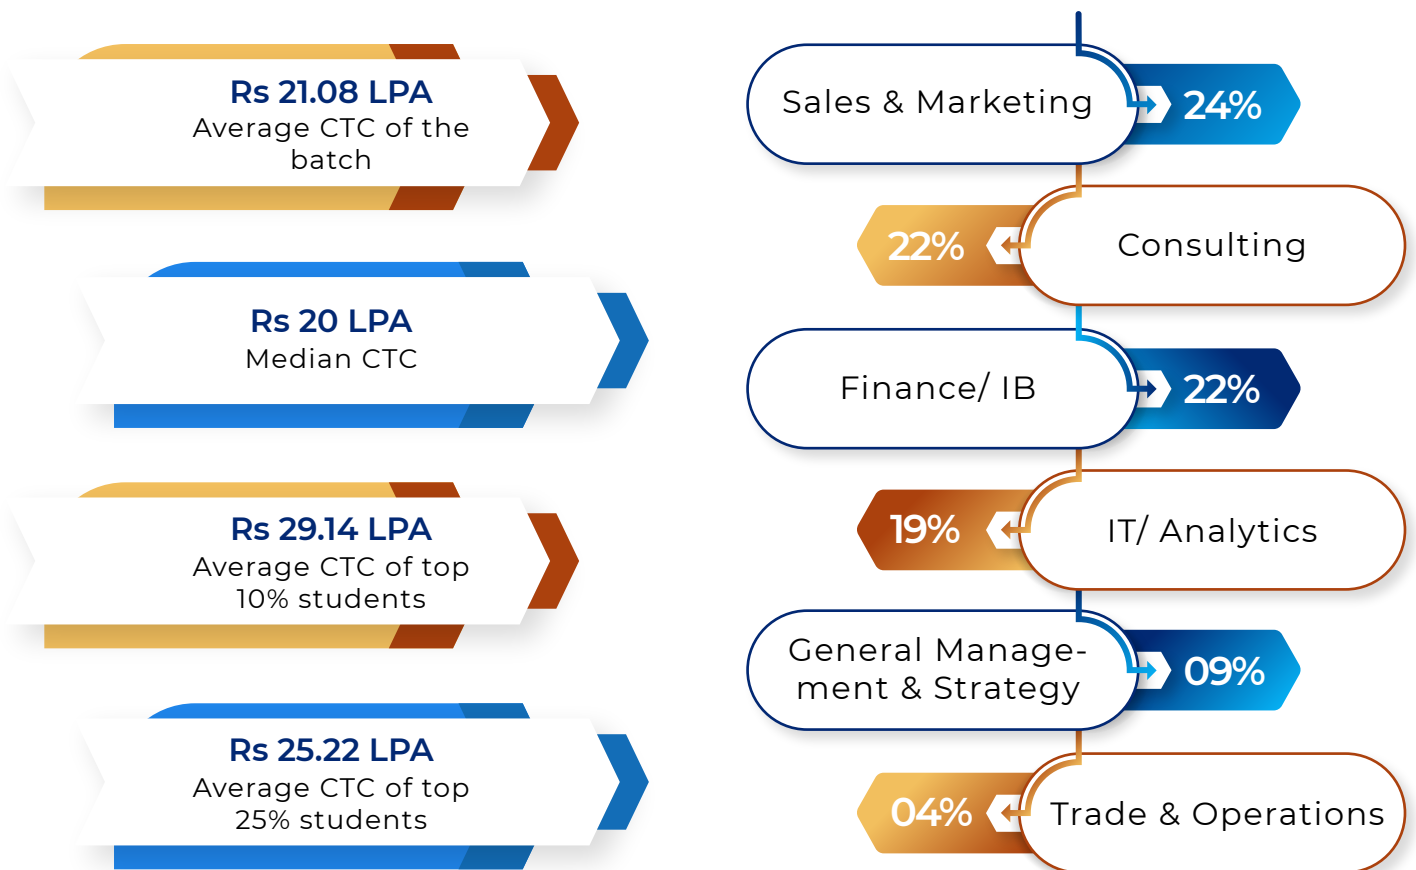 Rs 21.08 LPA
Average CTC of the
batch
Rs 20 LPA
Median CTC
Rs 29.14 LPA
Average CTC of top
10% students
Rs 25.22 LPA
Average CTC of top
25% students
Sales & Marketing
24%
22%
Consulting
Finance/ IB
22%
19%
IT/ Analytics
General Manage-
ment & Strategy
09%
04%
Trade & Operations